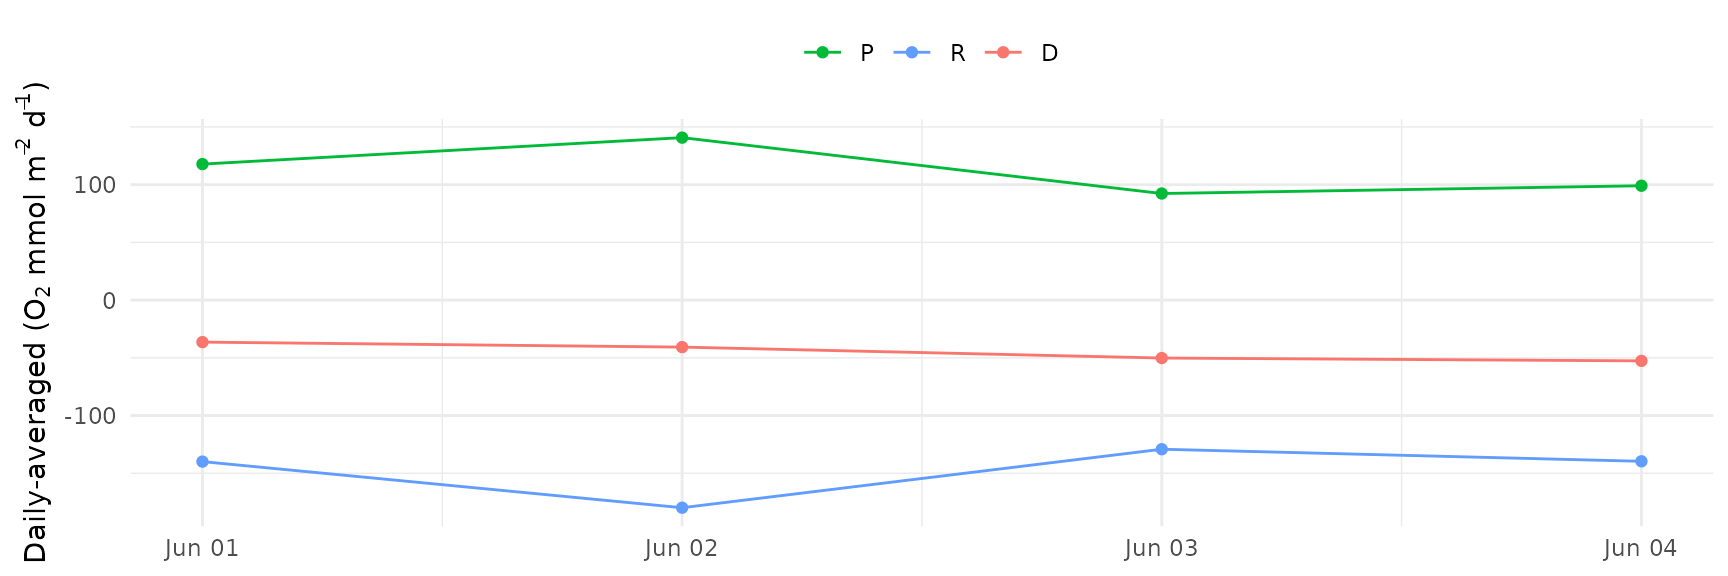 P R D
Daily-averaged (O₂ mmol m⁻² d⁻¹)
100
0
-100
Jun 01 Jun 02 Jun 03 Jun 04